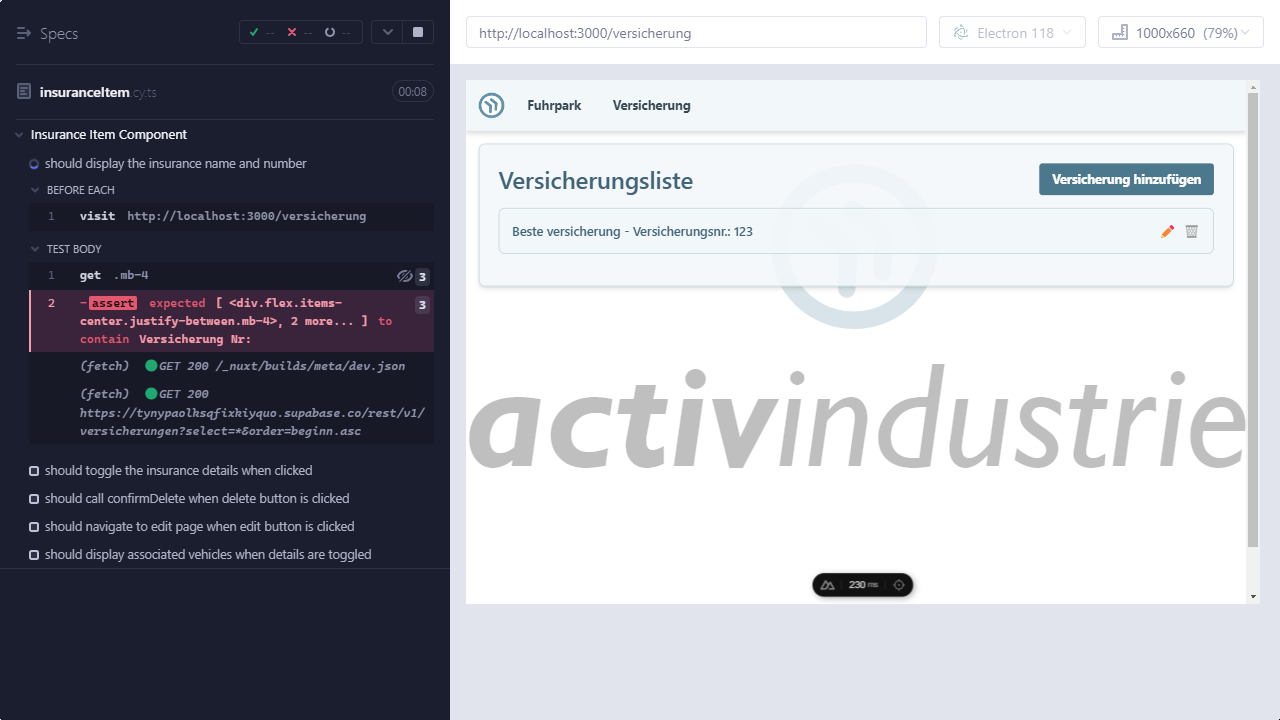 Specs
-- -- --
insuranceItem.cy.ts
00:08
Insurance Item Component
should display the insurance name and number
BEFORE EACH
1 visit http://localhost:3000/versicherung
TEST BODY
1 get .mb-4 3
2 -assert expected [ <div.flex.items- 3
center.justify-between.mb-4>, 2 more... ] to
contain Versicherung Nr:
(fetch) GET 200 /_nuxt/builds/meta/dev.json
(fetch) GET 200
https://tynypaolksqfixkiyquo.supabase.co/rest/v1/
versicherungen?select=*&order=beginn.asc
should toggle the insurance details when clicked
should call confirmDelete when delete button is clicked
should navigate to edit page when edit button is clicked
should display associated vehicles when details are toggled
http://localhost:3000/versicherung
Electron 118
1000x660 (79%)
Fuhrpark Versicherung
Versicherungsliste
Versicherung hinzufügen
Beste versicherung - Versicherungsnr.: 123
activindustrie
230 ms